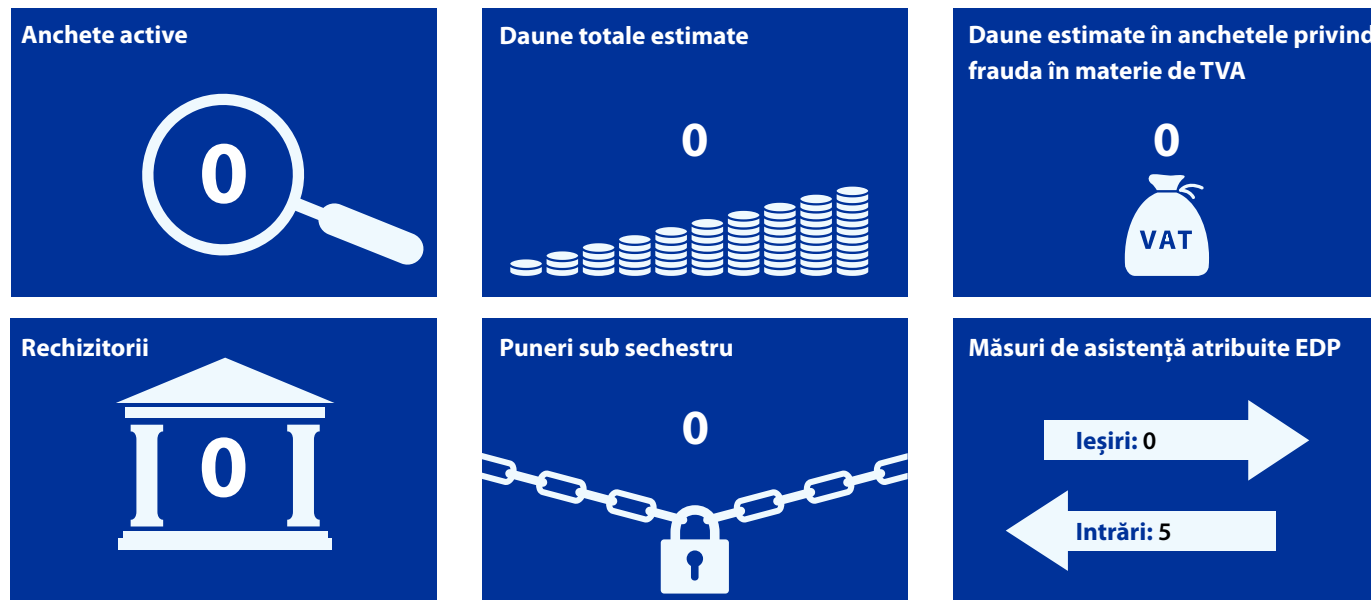 Anchete active
0
Daune totale estimate
0
Daune estimate în anchetele privind
frauda în materie de TVA
0
VAT
Rechizitorii
0
Puneri sub sechestru
0
Măsuri de asistență atribuite EDP
Ieșiri: 0
Intrări: 5